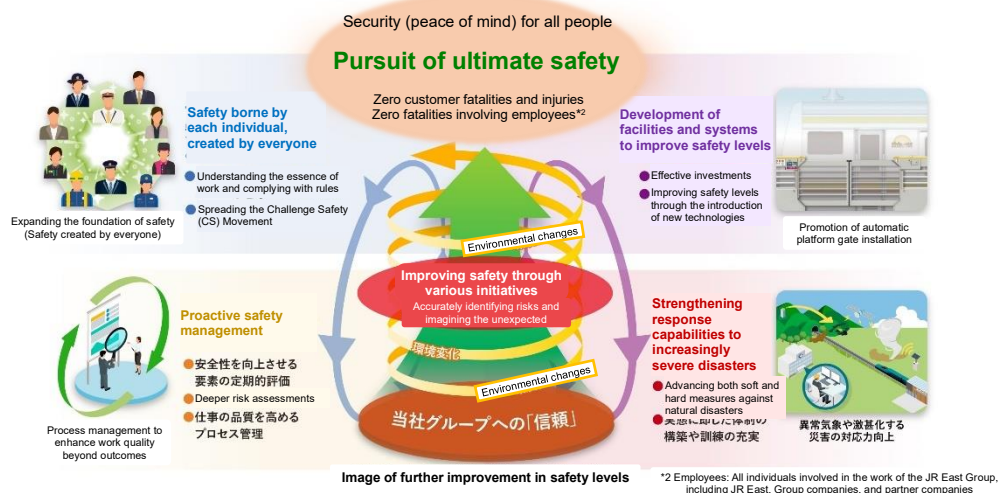 Security (peace of mind) for all people
Pursuit of ultimate safety
Zero customer fatalities and injuries
Zero fatalities involving employees*2
Safety borne by
each individual,
created by everyone
Understanding the essence of
work and complying with rules
Spreading the Challenge Safety
(CS) Movement
Expanding the foundation of safety
(Safety created by everyone)
Development of
facilities and systems
to improve safety levels
Effective investments
Improving safety levels
through the introduction
of new technologies
Promotion of automatic
platform gate installation
Environmental changes
Improving safety through
various initiatives
Accurately identifying risks and
imagining the unexpected
環境変化
Environmental changes
当社グループへの「信頼」
Proactive safety
management
安全性を向上させる
要素の定期的評価
Deeper risk assessments
仕事の品質を高める
プロセス管理
Process management to
enhance work quality
beyond outcomes
Strengthening
response
capabilities to
increasingly
severe disasters
Advancing both soft and
hard measures against
natural disasters
実態に即した体制の
構築や訓練の充実
異常気象や激甚化する
災害の対応力向上
Image of further improvement in safety levels
*2 Employees: All individuals involved in the work of the JR East Group,
including JR East, Group companies, and partner companies